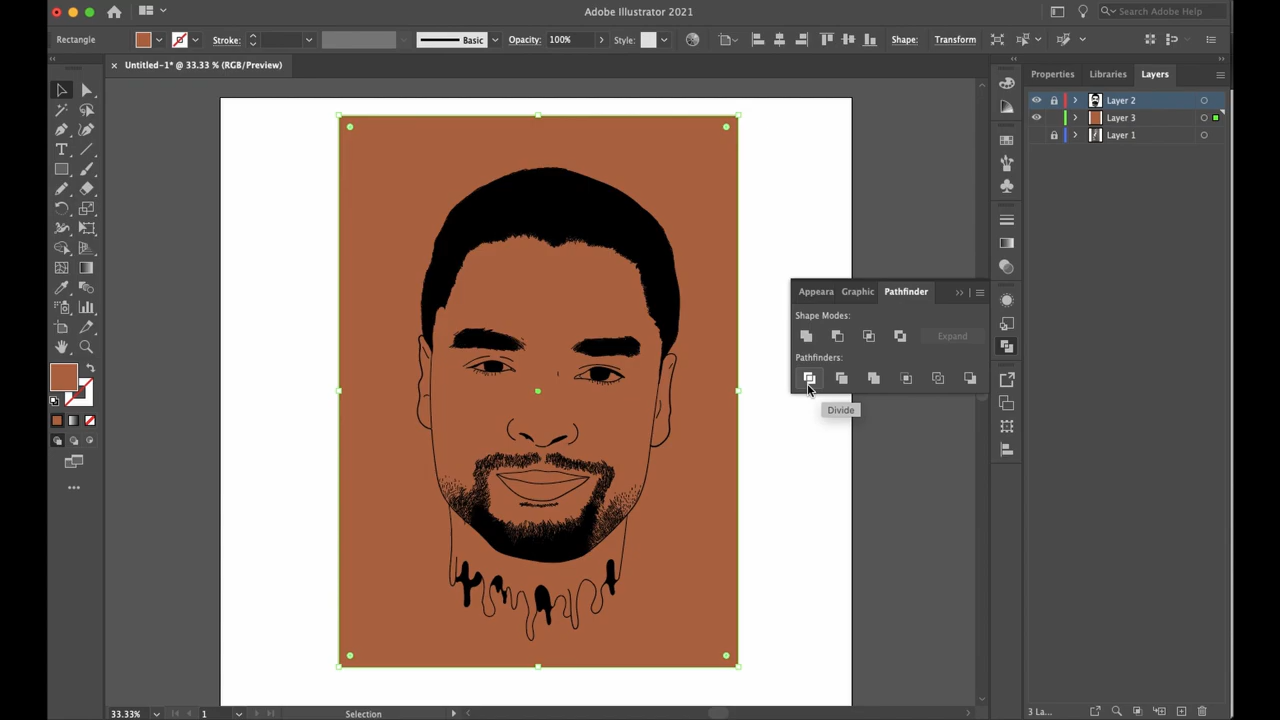 Adobe Illustrator 2021
Search Adobe Help
Rectangle
Stroke:
Basic
Opacity:
100%
Style:
Shape:
Transform
× Untitled-1* @ 33.33 % (RGB/Preview)
Properties
Libraries
Layers
Layer 2
Layer 3
Layer 1
Appeara
Graphic
Pathfinder
Shape Modes:
Expand
Pathfinders:
Divide
33.33%
1
Selection
3 La...